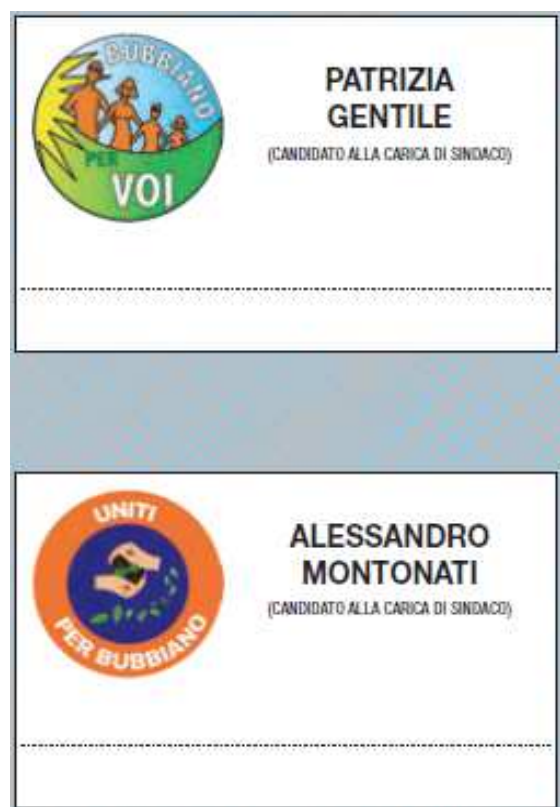 BUBBIANO
PER
VOI
PATRIZIA
GENTILE
(CANDIDATO ALLA CARICA DI SINDACO)
UNITI
PER BUBBIANO
ALESSANDRO
MONTONATI
(CANDIDATO ALLA CARICA DI SINDACO)